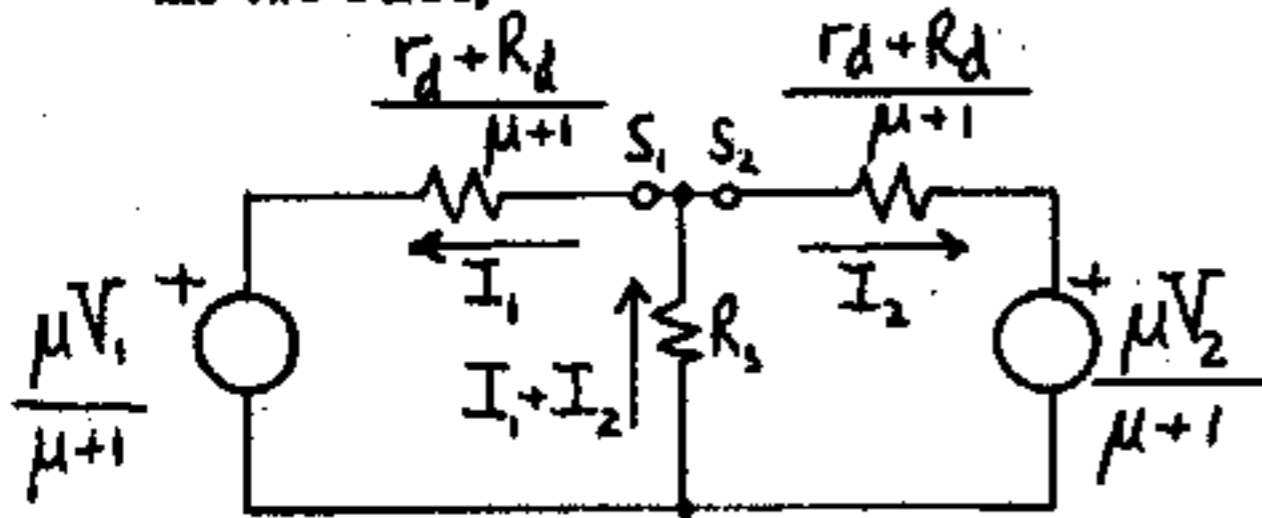 r_d + R_d
μ+1
r_d + R_d
μ+1
S₁ S₂
I₁
I₂
+
μV₁
μ+1
I₁+I₂
R_s
+
μV₂
μ+1